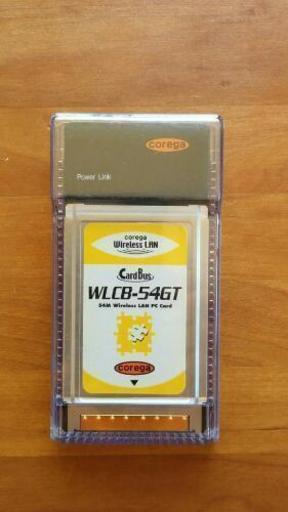 corega
Power Link
corega
Wireless LAN
CardBus
WLCB-54GT
54M Wireless LAN PC Card
corega